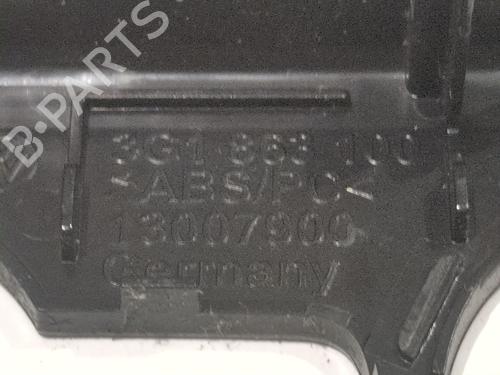 B-PARTS
3G1 863 100
>ABS/PC<
13007900
Germany